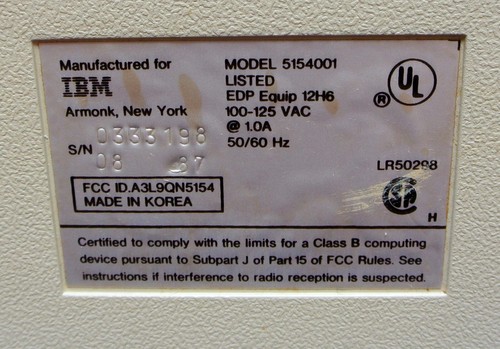 Manufactured for
IBM
Armonk, New York
S/N 0333198
08 87
FCC ID.A3L9QN5154
MADE IN KOREA
MODEL 5154001
LISTED
EDP Equip 12H6
100-125 VAC
@ 1.0A
50/60 Hz
UL
®
LR50298
SA
H
Certified to comply with the limits for a Class B computing
device pursuant to Subpart J of Part 15 of FCC Rules. See
instructions if interference to radio reception is suspected.